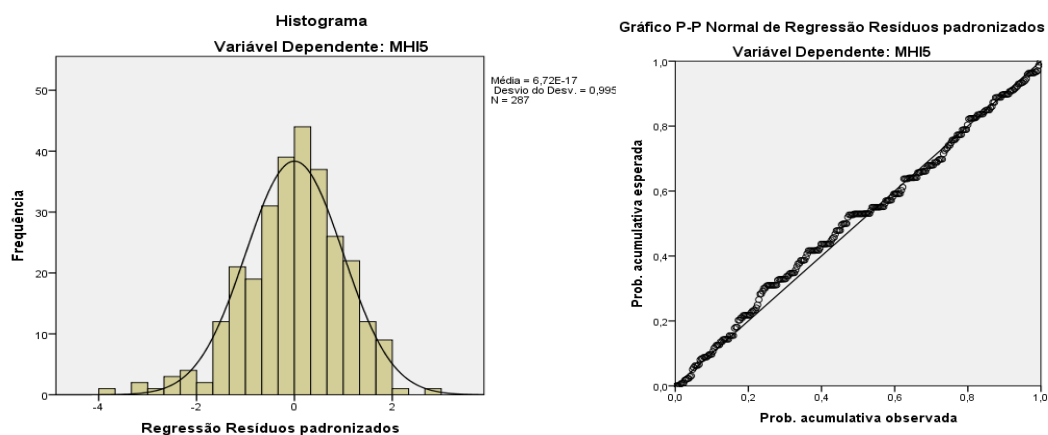 Histograma
Variável Dependente: MHI5
Média = 6,72E-17
Desvio do Desv. = 0,995
N = 287
50
40
30
20
10
0
Frequência
-4
-2
0
2
Regressão Resíduos padronizados
Gráfico P-P Normal de Regressão Resíduos padronizados
Variável Dependente: MHI5
1,0
0,8
0,6
0,4
0,2
0,0
Prob. acumulativa esperada
0,0
0,2
0,4
0,6
0,8
1,0
Prob. acumulativa observada